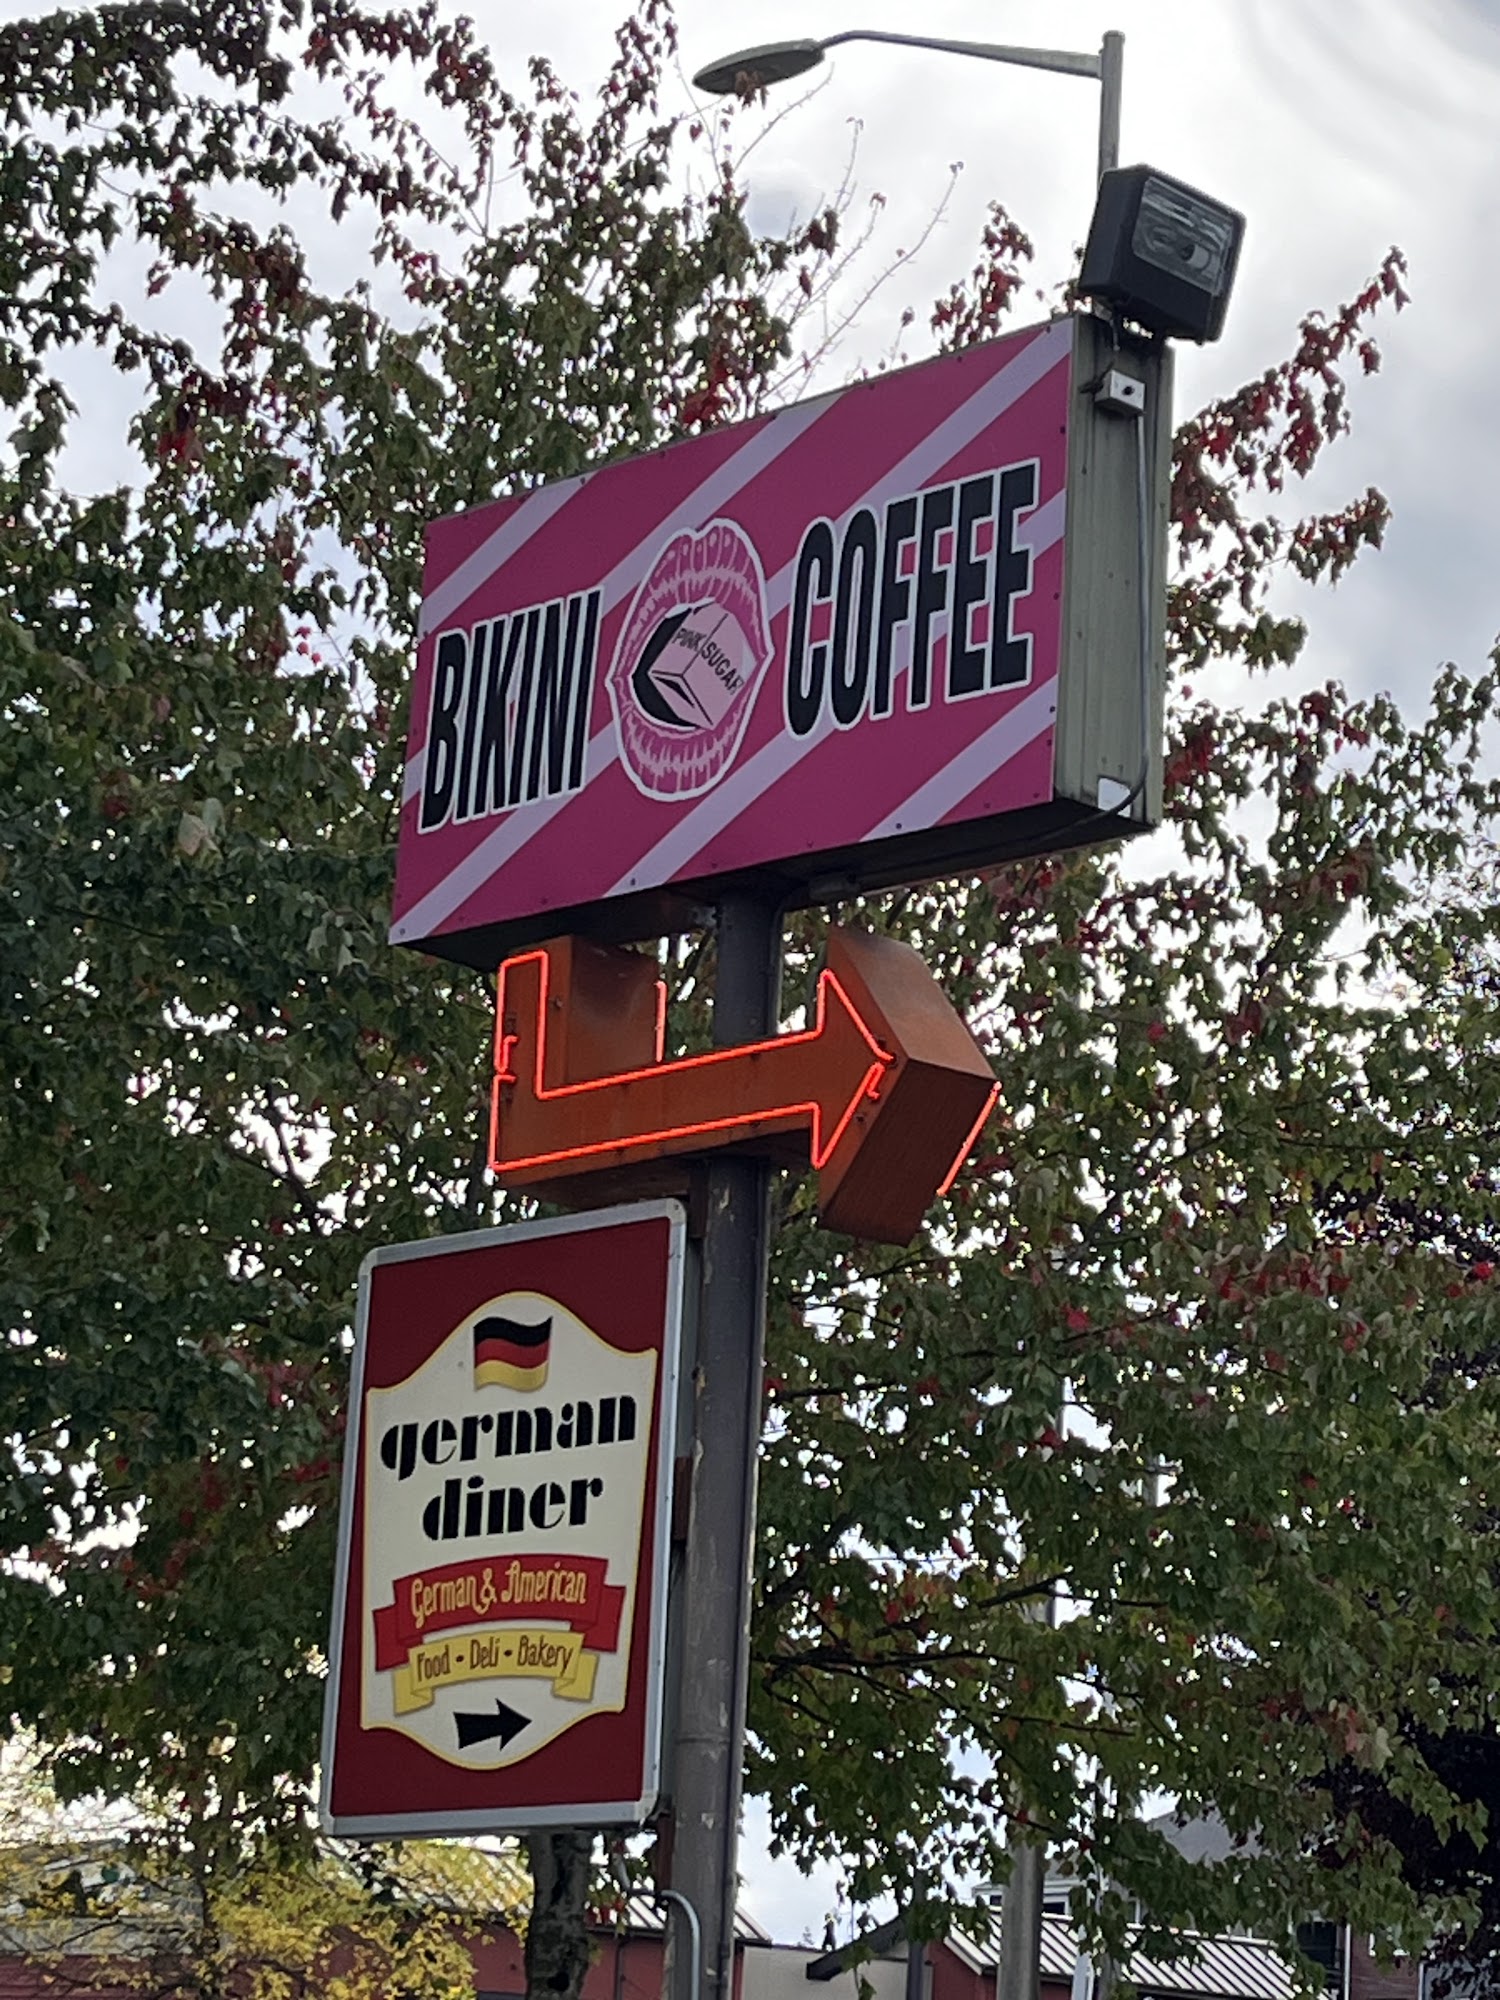 BIKINI PINK SUGAR COFFEE
german
diner
German & American
Food • Deli • Bakery